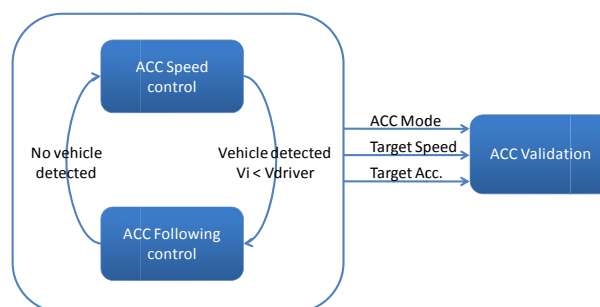 ACC Speed
control
No vehicle
detected
Vehicle detected
Vi < Vdriver
ACC Following
control
ACC Mode
Target Speed
Target Acc.
ACC Validation